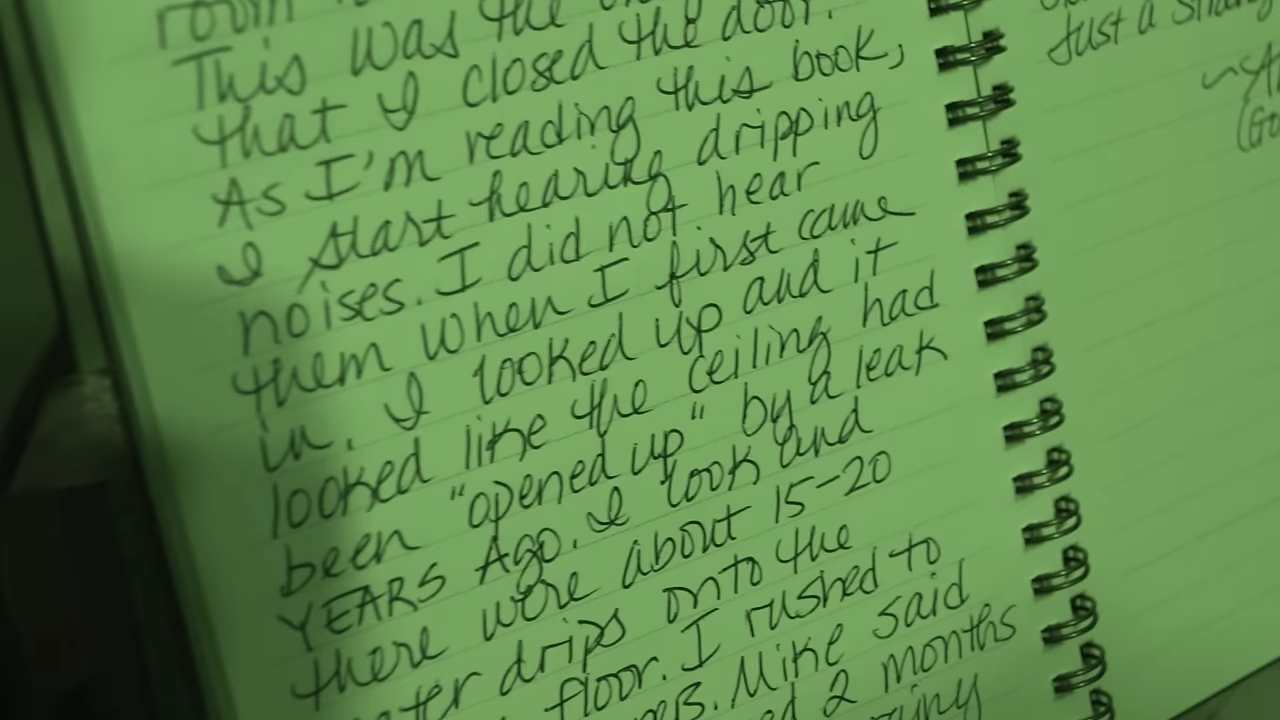 room
This was the
that I closed the door.
As I'm reading this book,
I start hearing dripping
noises. I did not hear
them when I first came
in. I looked up and it
looked like the ceiling had
been "opened up" by a leak
YEARS Ago. I look and
there were about 15-20
drips onto the
floor. I rushed to
Mike said
2 months
Just a